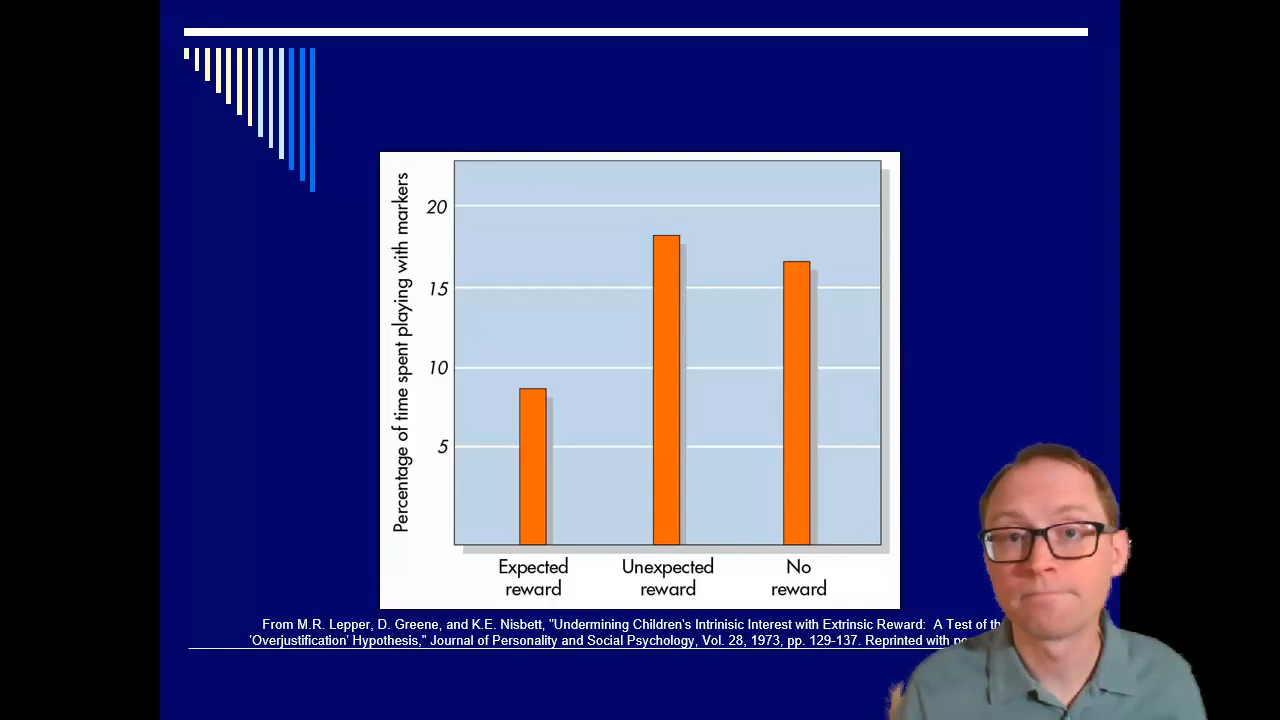 Percentage of time spent playing with markers
20
15
10
5
Expected
reward
Unexpected
reward
No
reward
From M.R. Lepper, D. Greene, and K.E. Nisbett, "Undermining Children's Intrinisic Interest with Extrinsic Reward: A Test of
'Overjustification' Hypothesis," Journal of Personality and Social Psychology, Vol. 28, 1973, pp. 129-137. Reprinted with